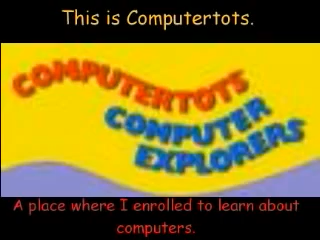 This is Computertots.
COMPUTERTOTS
COMPUTER
EXPLORERS
A place where I enrolled to learn about
computers.